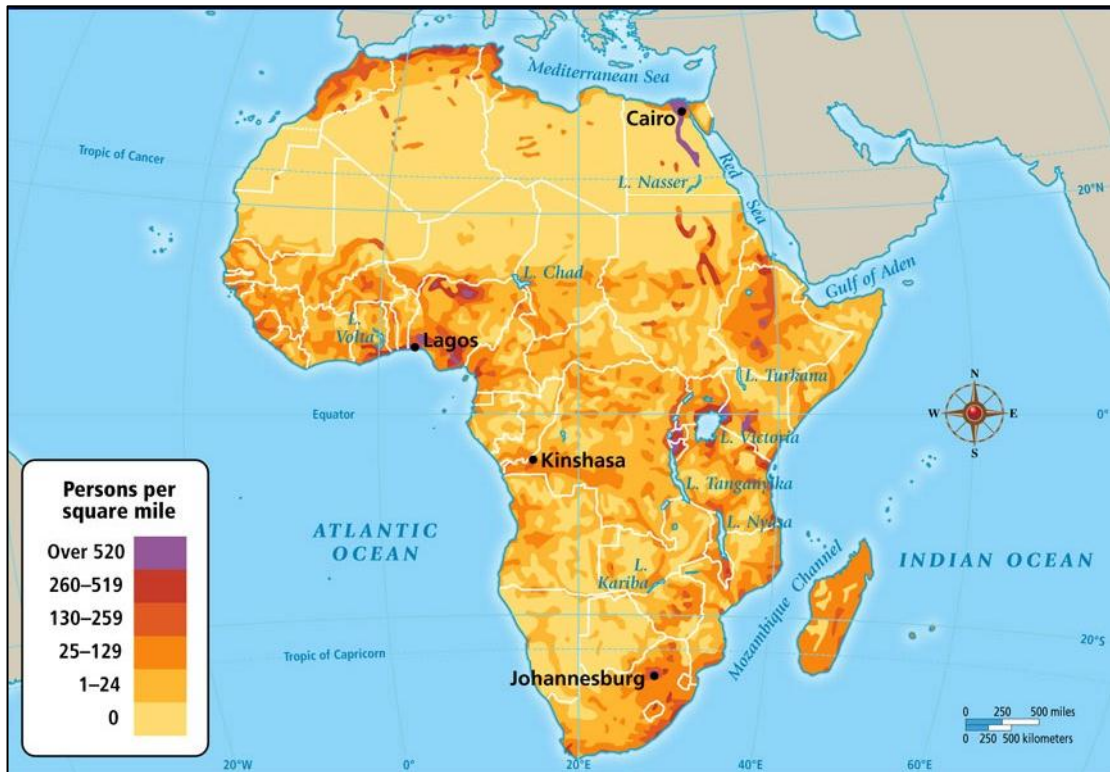 Mediterranean Sea
Cairo
Tropic of Cancer
Red
Sea
L. Nasser
20°N
L. Chad
Gulf of Aden
L.
Volta
Lagos
L. Turkana
N
W
E
S
Equator
0°
L. Victoria
Kinshasa
L. Tanganyika
L. Nyasa
ATLANTIC
OCEAN
INDIAN OCEAN
L.
Kariba
Mozambique Channel
20°S
Tropic of Capricorn
Johannesburg
Persons per
square mile
Over 520
260–519
130–259
25–129
1–24
0
0 250 500 miles
0 250 500 kilometers
20°W
0°
20°E
40°E
60°E